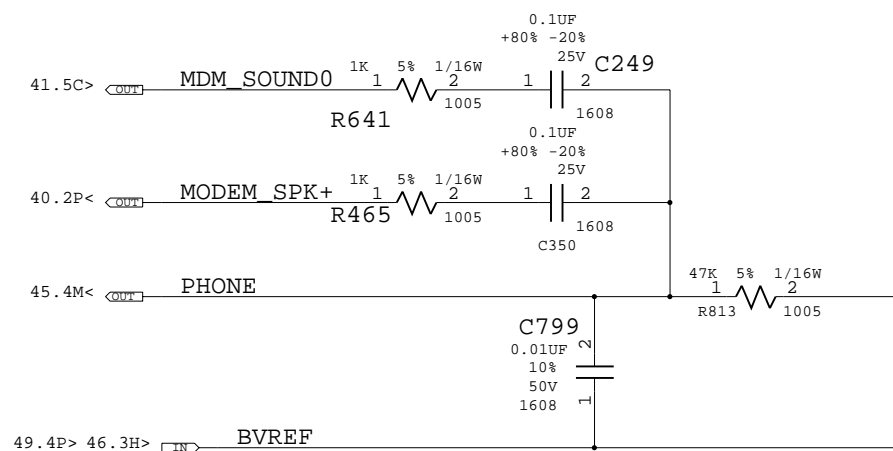 0.1UF
+80% -20%
25V
C249
1K 5% 1/16W
41.5C> OUT MDM_SOUND0 1 2 1 2
R641 1005 1608
0.1UF
+80% -20%
25V
1K 5% 1/16W
40.2P< OUT MODEM_SPK+ 1 2 1 2
R465 1005 1608
C350
47K 5% 1/16W
45.4M< OUT PHONE 1 2
R813 1005
C799 2
0.01UF
10%
50V
1608 1
49.4P> 46.3H> IN BVREF